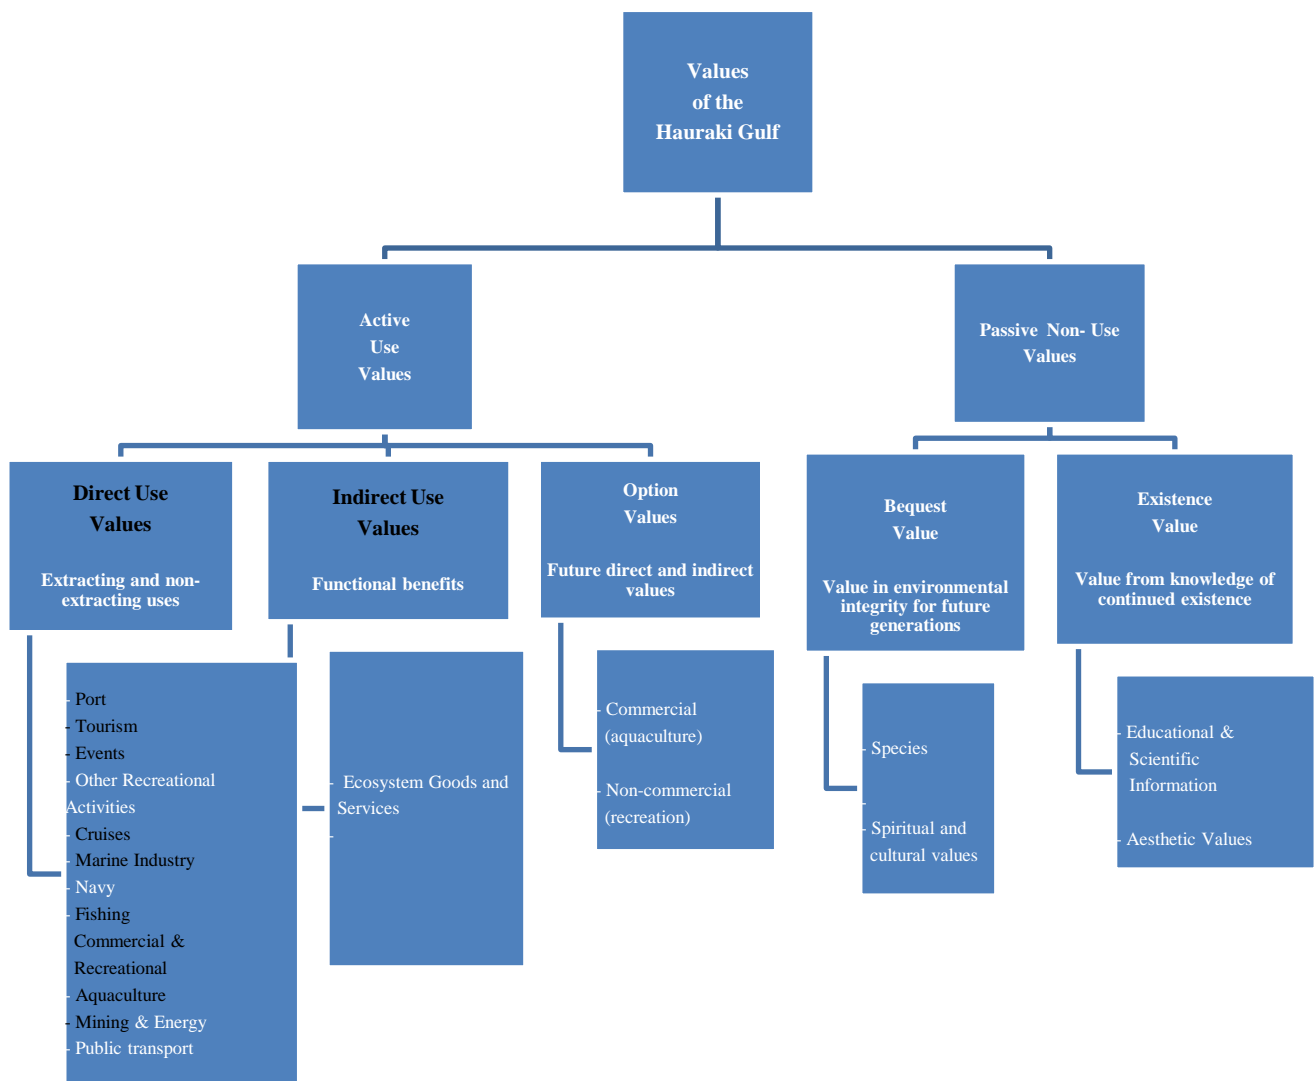 Values
of the
Hauraki Gulf
Active
Use
Values
Passive Non- Use
Values
Direct Use
Values
Extracting and non-
extracting uses
Indirect Use
Values
Functional benefits
Option
Values
Future direct and indirect
values
Bequest
Value
Value in environmental
integrity for future
generations
Existence
Value
Value from knowledge of
continued existence
- Port
- Tourism
- Events
- Other Recreational
Activities
- Cruises
- Marine Industry
- Navy
- Fishing
Commercial &
Recreational
- Aquaculture
- Mining & Energy
- Public transport
- Ecosystem Goods and
Services
-
- Commercial
(aquaculture)
- Non-commercial
(recreation)
- Species
-
- Spiritual and
cultural values
- Educational &
Scientific
Information
- Aesthetic Values